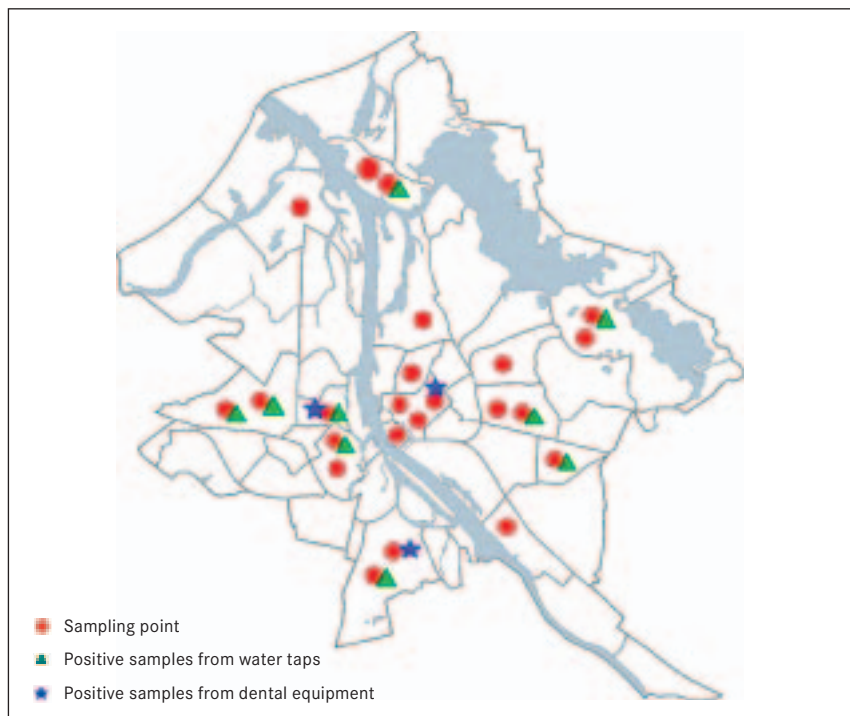 Sampling point
Positive samples from water taps
Positive samples from dental equipment